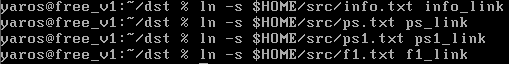 yaros@free_v1:~/dst % ln -s $HOME/src/info.txt info_link
yaros@free_v1:~/dst % ln -s $HOME/src/ps.txt ps_link
yaros@free_v1:~/dst % ln -s $HOME/src/ps1.txt ps1_link
yaros@free_v1:~/dst % ln -s $HOME/src/f1.txt f1_link